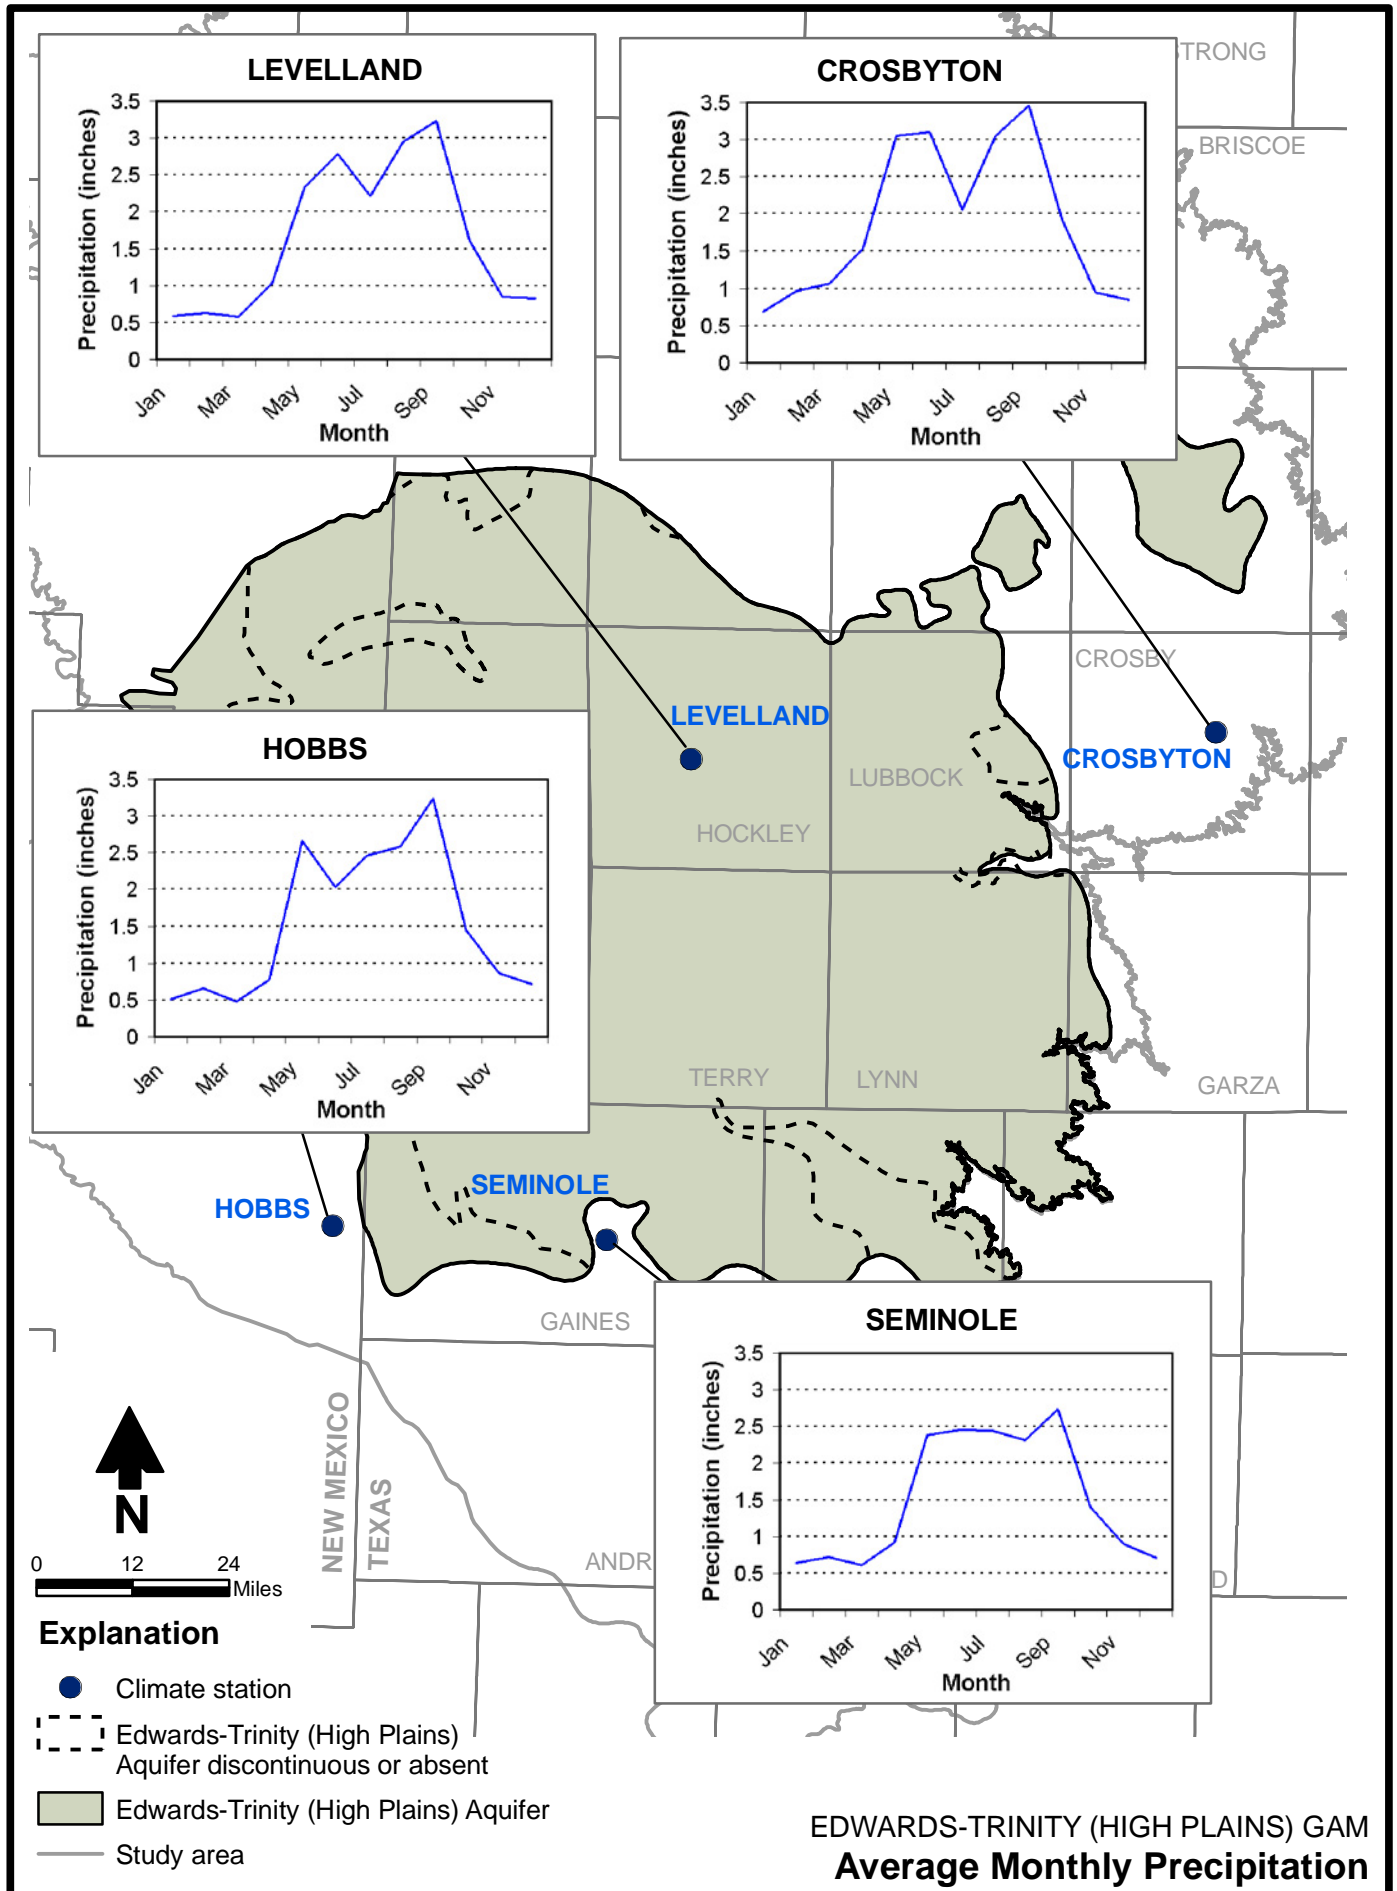 TRONG
BRISCOE
LEVELLAND
Precipitation (inches)
3.5
3
2.5
2
1.5
1
0.5
0
Jan
Mar
May
Jul
Sep
Nov
Month
CROSBYTON
Precipitation (inches)
3.5
3
2.5
2
1.5
1
0.5
0
Jan
Mar
May
Jul
Sep
Nov
Month
CROSBY
LEVELLAND
CROSBYTON
LUBBOCK
HOCKLEY
HOBBS
Precipitation (inches)
3.5
3
2.5
2
1.5
1
0.5
0
Jan
Mar
May
Jul
Sep
Nov
Month
TERRY
LYNN
GARZA
SEMINOLE
HOBBS
GAINES
SEMINOLE
Precipitation (inches)
3.5
3
2.5
2
1.5
1
0.5
0
Jan
Mar
May
Jul
Sep
Nov
Month
NEW MEXICO
TEXAS
ANDR
D
N
0 12 24
Miles
Explanation
Climate station
Edwards-Trinity (High Plains)
Aquifer discontinuous or absent
Edwards-Trinity (High Plains) Aquifer
Study area
EDWARDS-TRINITY (HIGH PLAINS) GAM
Average Monthly Precipitation